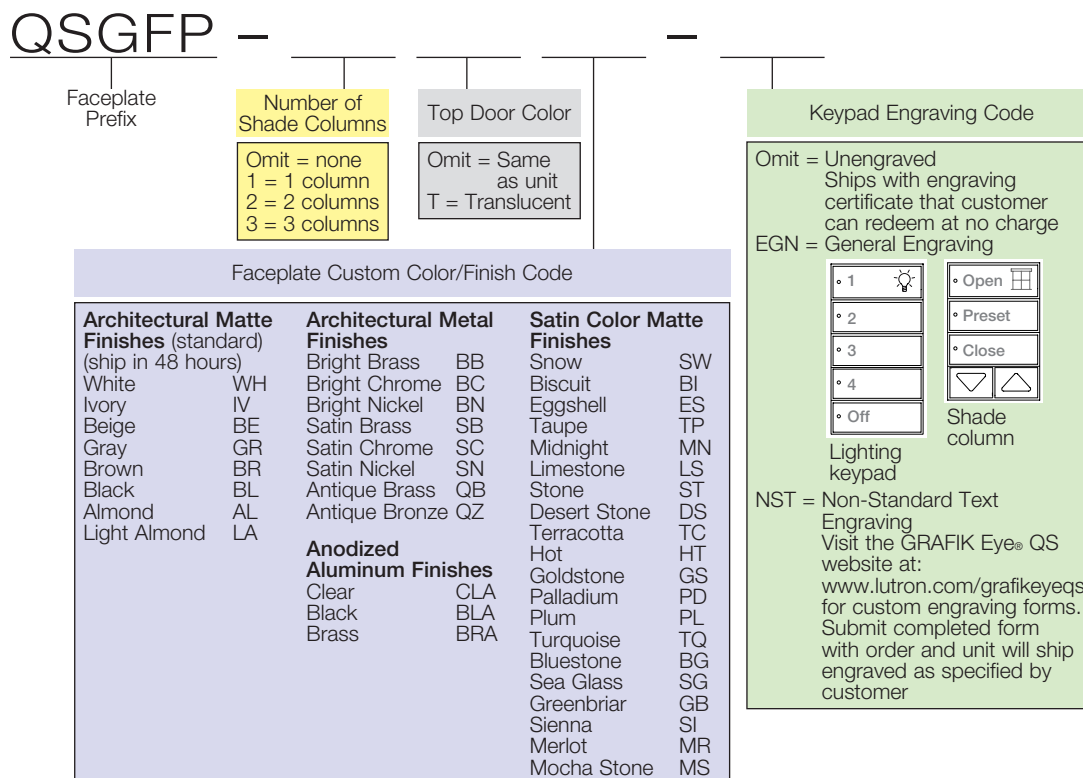 QSGFP – –
Faceplate
Prefix
Number of
Shade Columns
Omit = none
1 = 1 column
2 = 2 columns
3 = 3 columns
Top Door Color
Omit = Same
as unit
T = Translucent
Faceplate Custom Color/Finish Code
Architectural Matte
Finishes (standard)
(ship in 48 hours)
White WH
Ivory IV
Beige BE
Gray GR
Brown BR
Black BL
Almond AL
Light Almond LA
Architectural Metal
Finishes
Bright Brass BB
Bright Chrome BC
Bright Nickel BN
Satin Brass SB
Satin Chrome SC
Satin Nickel SN
Antique Brass QB
Antique Bronze QZ
Anodized
Aluminum Finishes
Clear CLA
Black BLA
Brass BRA
Satin Color Matte
Finishes
Snow SW
Biscuit BI
Eggshell ES
Taupe TP
Midnight MN
Limestone LS
Stone ST
Desert Stone DS
Terracotta TC
Hot HT
Goldstone GS
Palladium PD
Plum PL
Turquoise TQ
Bluestone BG
Sea Glass SG
Greenbriar GB
Sienna SI
Merlot MR
Mocha Stone MS
Keypad Engraving Code
Omit = Unengraved
Ships with engraving
certificate that customer
can redeem at no charge
EGN = General Engraving
1
2
3
4
Off
Lighting
keypad
Open
Preset
Close
Shade
column
NST = Non-Standard Text
Engraving
Visit the GRAFIK Eye® QS
website at:
www.lutron.com/grafikeyeqs
for custom engraving forms.
Submit completed form
with order and unit will ship
engraved as specified by
customer